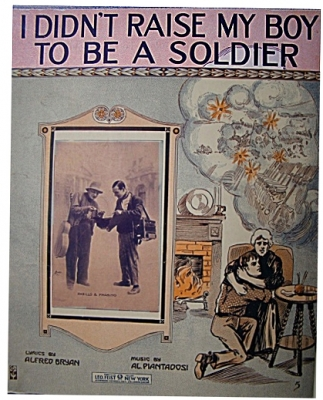 I DIDN'T RAISE MY BOY
TO BE A SOLDIER
LYRICS BY
ALFRED BRYAN
MUSIC BY
AL. PIANTADOSI
LEO. FEIST NEW YORK
5